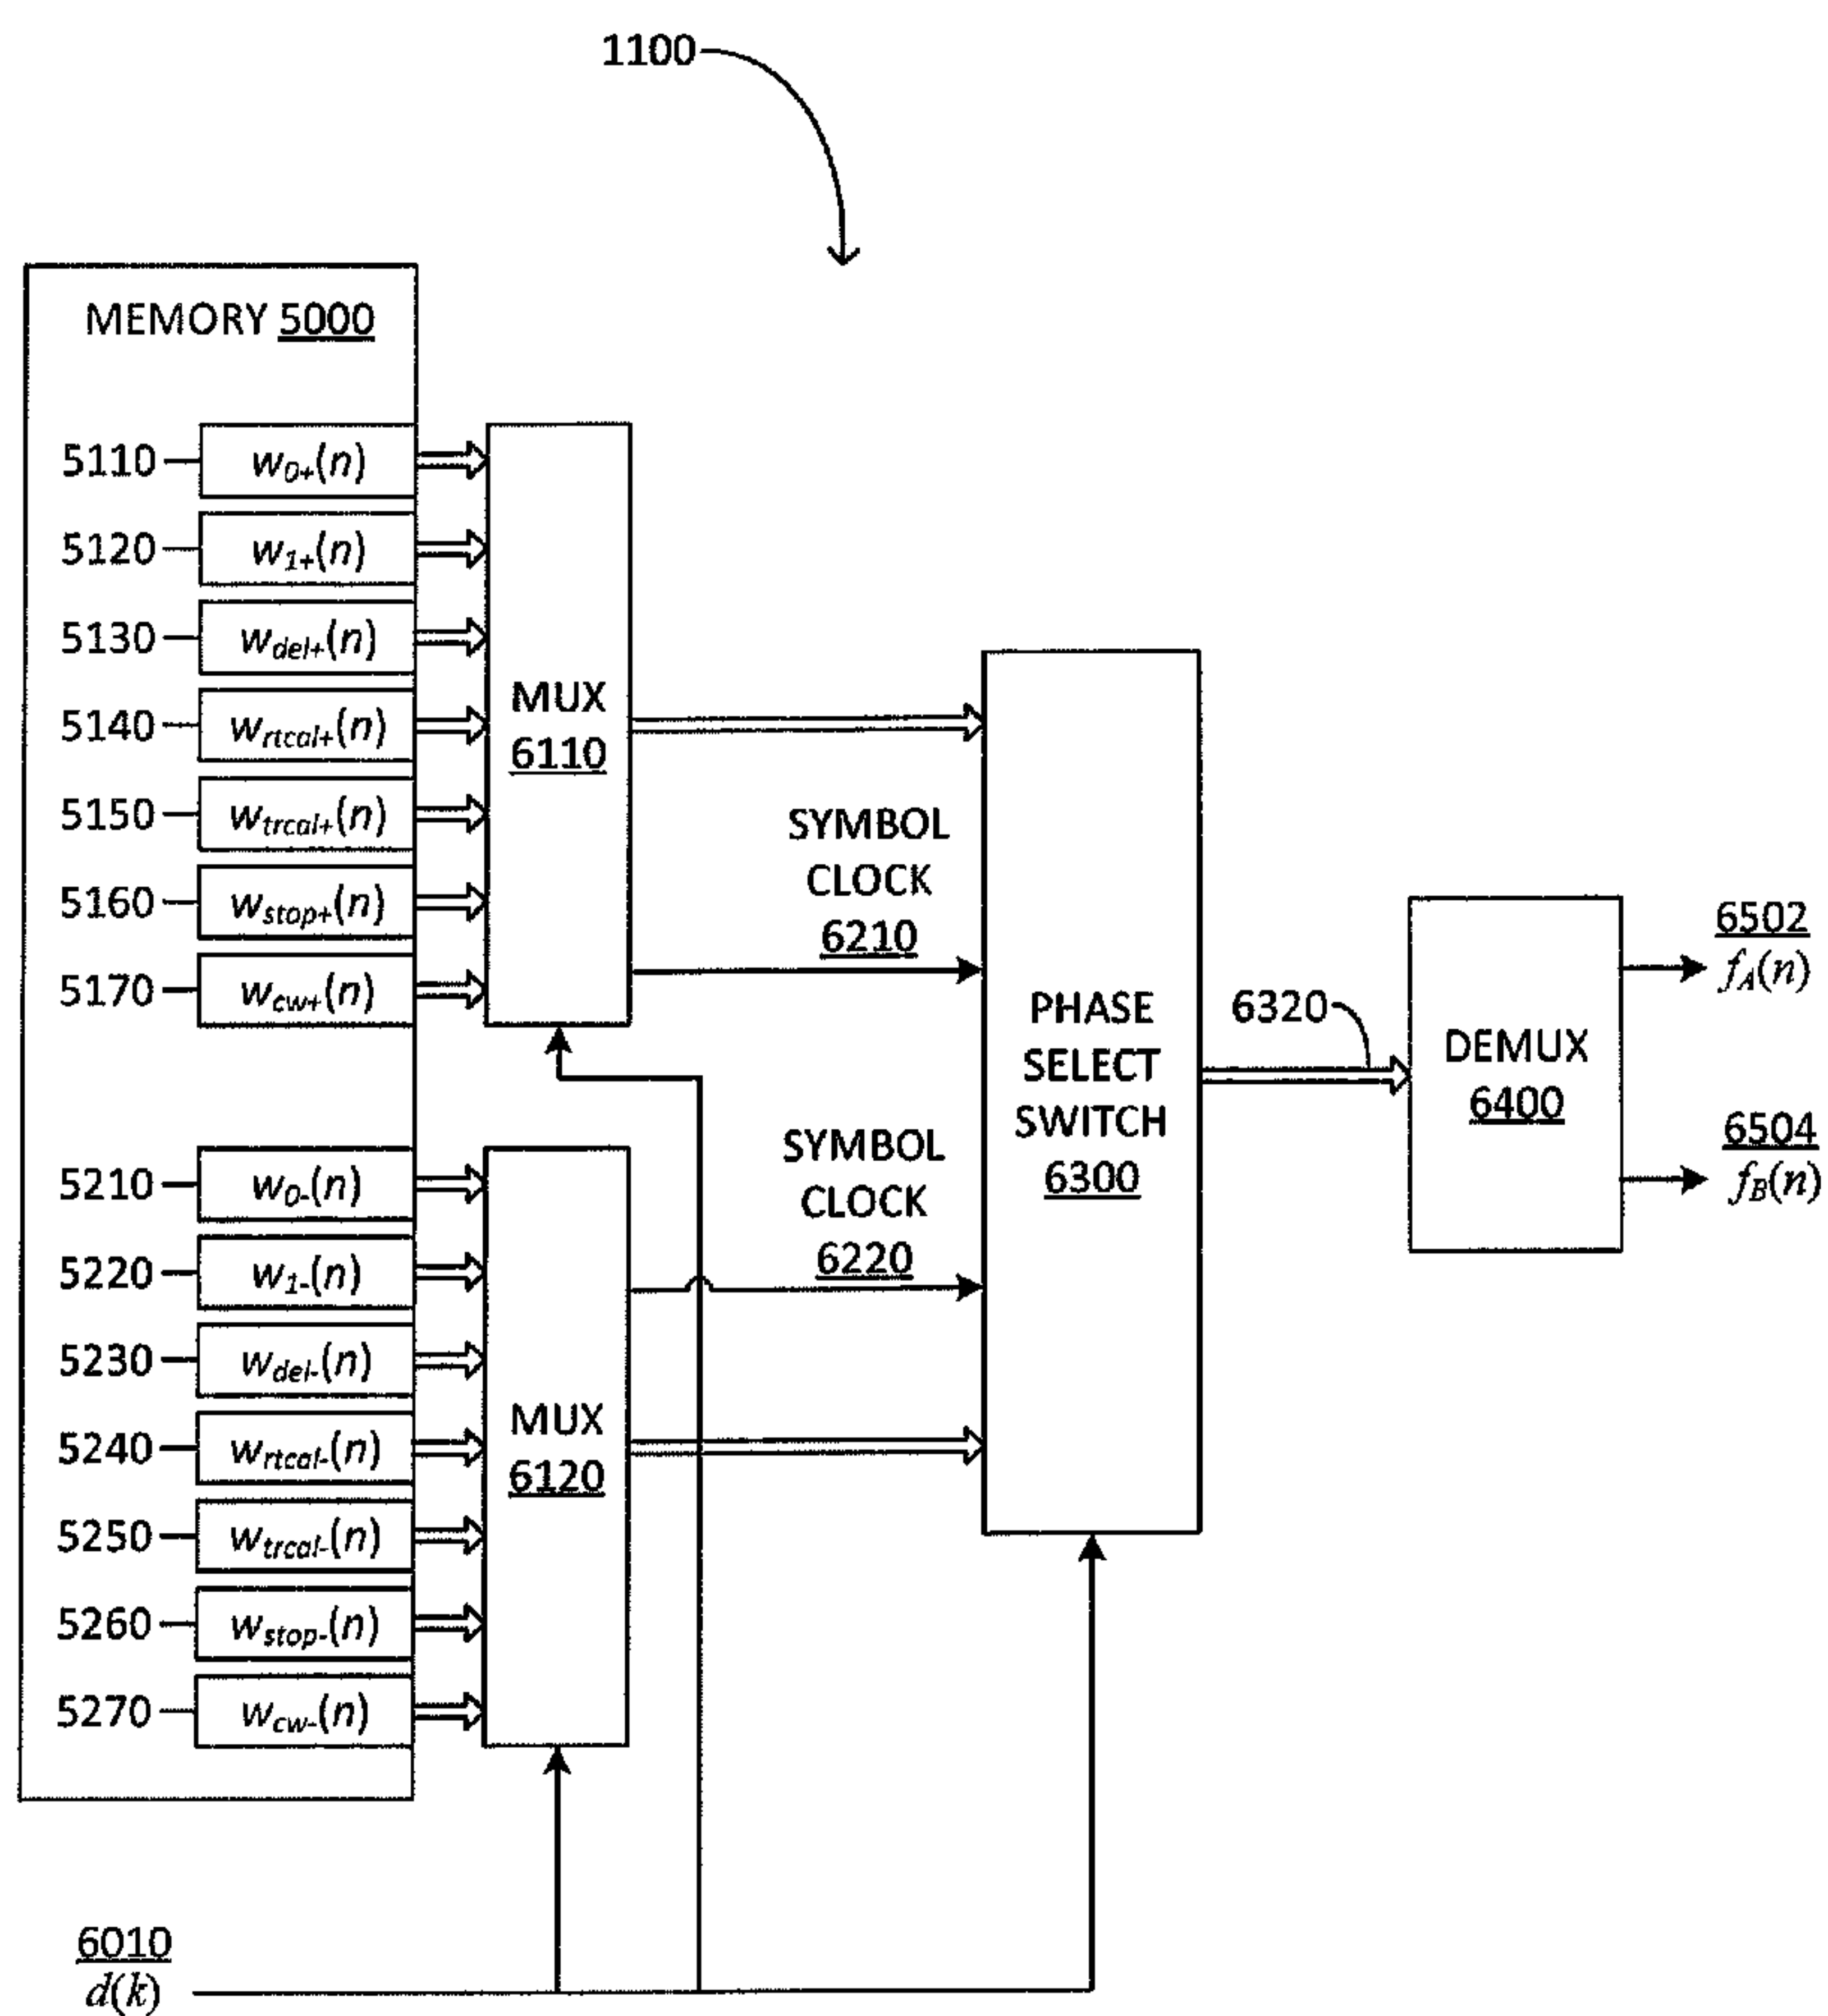 1100
MEMORY 5000
5110 w0+(n)
5120 w1+(n)
5130 wdel+(n)
5140 wrtcal+(n)
5150 wtrcal+(n)
5160 wstop+(n)
5170 wcw+(n)
MUX
6110
SYMBOL
CLOCK
6210
5210 w0-(n)
5220 w1-(n)
5230 wdel-(n)
5240 wrtcal-(n)
5250 wtrcal-(n)
5260 wstop-(n)
5270 wcw-(n)
MUX
6120
SYMBOL
CLOCK
6220
PHASE
SELECT
SWITCH
6300
6320
DEMUX
6400
6502
fA(n)
6504
fB(n)
6010
d(k)